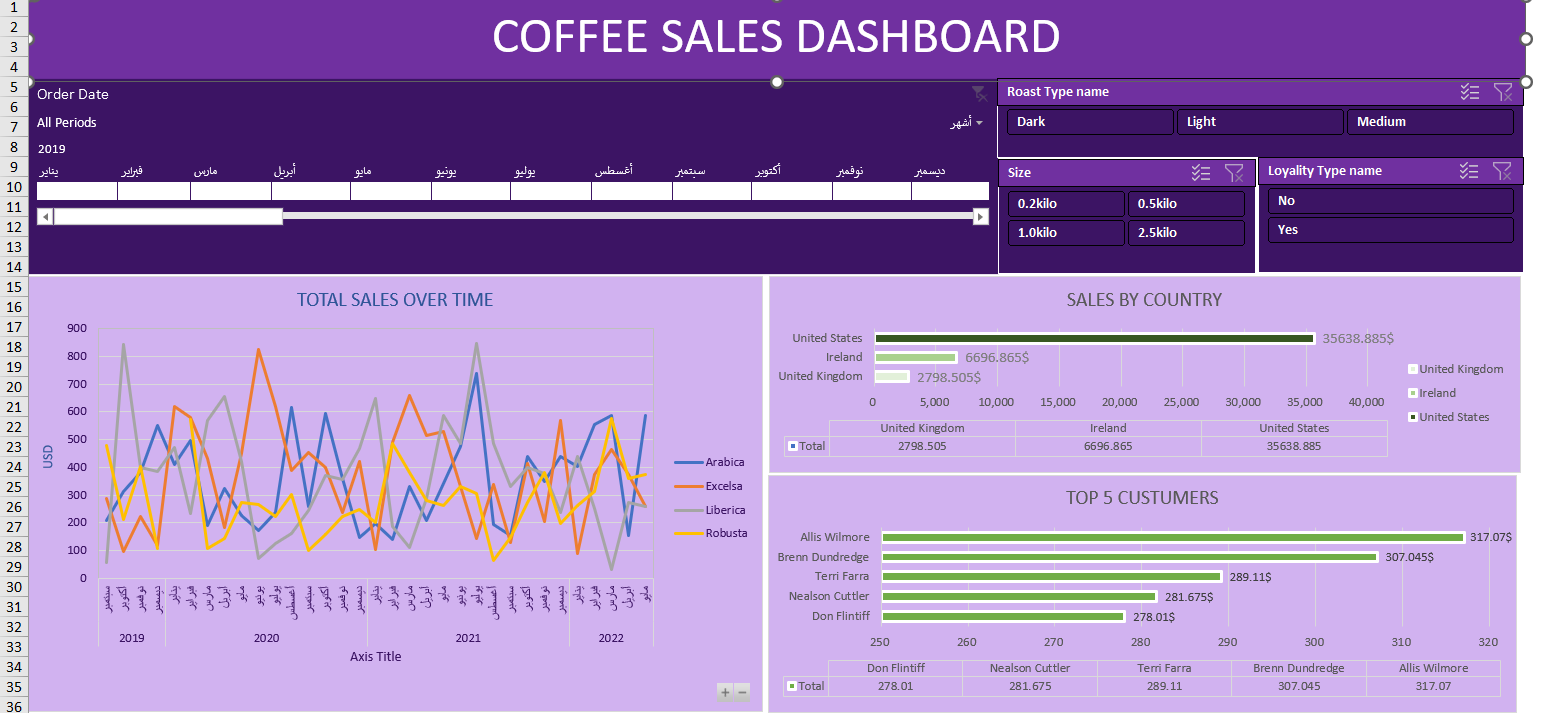 COFFEE SALES DASHBOARD
1
2
3
4
5
6
7
8
9
10
11
12
13
14
15
16
17
18
19
20
21
22
23
24
25
26
27
28
29
30
31
32
33
34
35
36
Order Date
All Periods أشهر
2019
يناير فبراير مارس أبريل مايو يونيو يوليو أغسطس سبتمبر أكتوبر نوفمبر ديسمبر
Roast Type name
Dark Light Medium
Size
0.2kilo 0.5kilo
1.0kilo 2.5kilo
Loyality Type name
No
Yes
TOTAL SALES OVER TIME
900
800
700
600
500
400
300
200
100
0
USD
سبتمبر أكتوبر نوفمبر ديسمبر يناير فبراير مارس أبريل مايو يونيو يوليو أغسطس سبتمبر أكتوبر نوفمبر ديسمبر يناير فبراير مارس أبريل مايو يونيو يوليو أغسطس سبتمبر أكتوبر نوفمبر ديسمبر يناير فبراير مارس أبريل مايو
2019 2020 2021 2022
Axis Title
Arabica
Excelsa
Liberica
Robusta
+ −
SALES BY COUNTRY
United States 35638.885$
Ireland 6696.865$
United Kingdom 2798.505$
0 5,000 10,000 15,000 20,000 25,000 30,000 35,000 40,000
United Kingdom Ireland United States
Total 2798.505 6696.865 35638.885
United Kingdom
Ireland
United States
TOP 5 CUSTUMERS
Allis Wilmore 317.07$
Brenn Dundredge 307.045$
Terri Farra 289.11$
Nealson Cuttler 281.675$
Don Flintiff 278.01$
250 260 270 280 290 300 310 320
Don Flintiff Nealson Cuttler Terri Farra Brenn Dundredge Allis Wilmore
Total 278.01 281.675 289.11 307.045 317.07